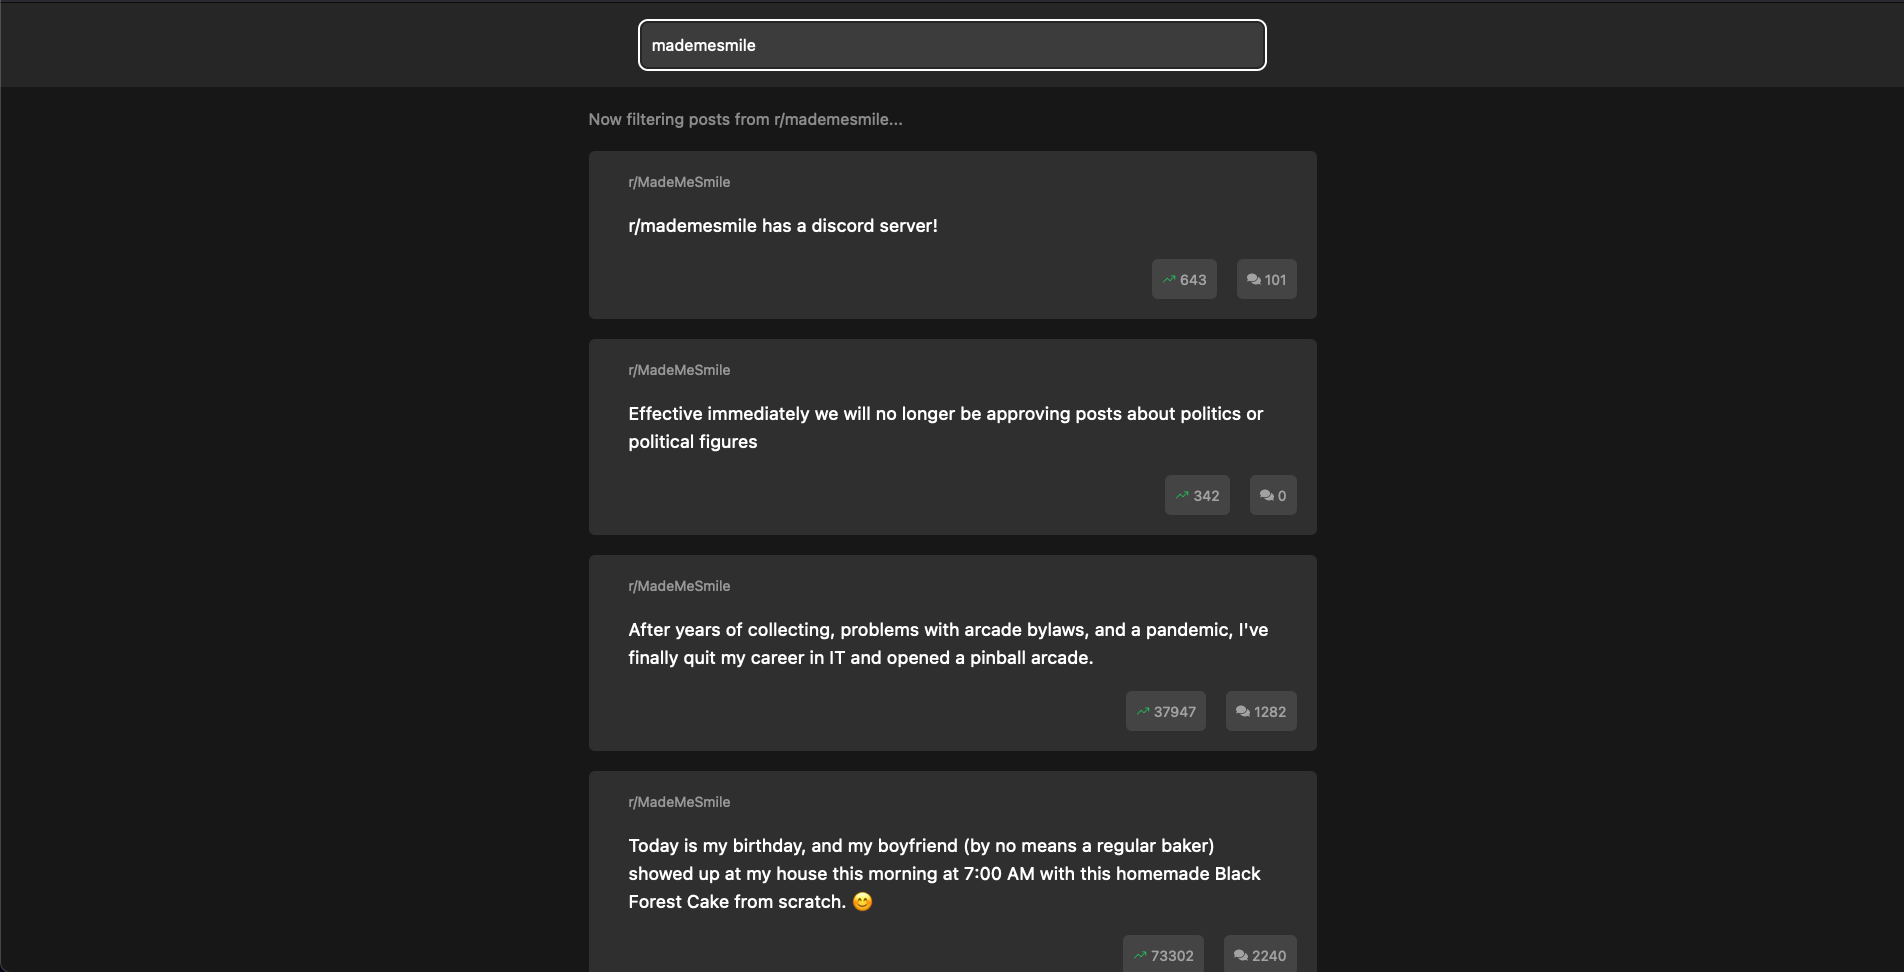 mademesmile
Now filtering posts from r/mademesmile...
r/MadeMeSmile
r/mademesmile has a discord server!
643 101
r/MadeMeSmile
Effective immediately we will no longer be approving posts about politics or
political figures
342 0
r/MadeMeSmile
After years of collecting, problems with arcade bylaws, and a pandemic, I've
finally quit my career in IT and opened a pinball arcade.
37947 1282
r/MadeMeSmile
Today is my birthday, and my boyfriend (by no means a regular baker)
showed up at my house this morning at 7:00 AM with this homemade Black
Forest Cake from scratch. 😊
73302 2240